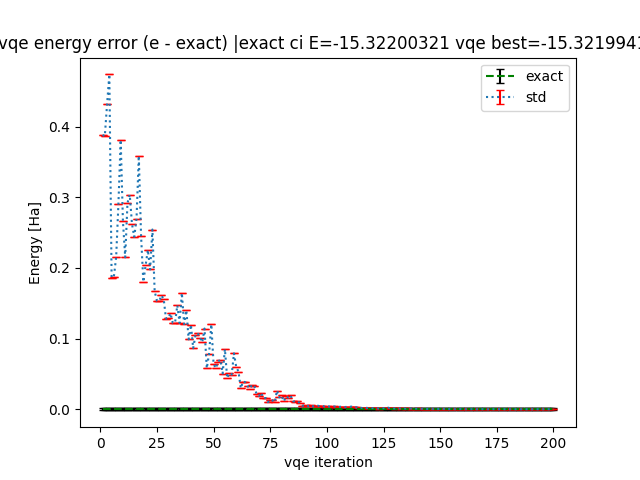 vqe energy error (e - exact) |exact ci E=-15.32200321 vqe best=-15.3219941
exact
std
Energy [Ha]
0.4
0.3
0.2
0.1
0.0
0 25 50 75 100 125 150 175 200
vqe iteration